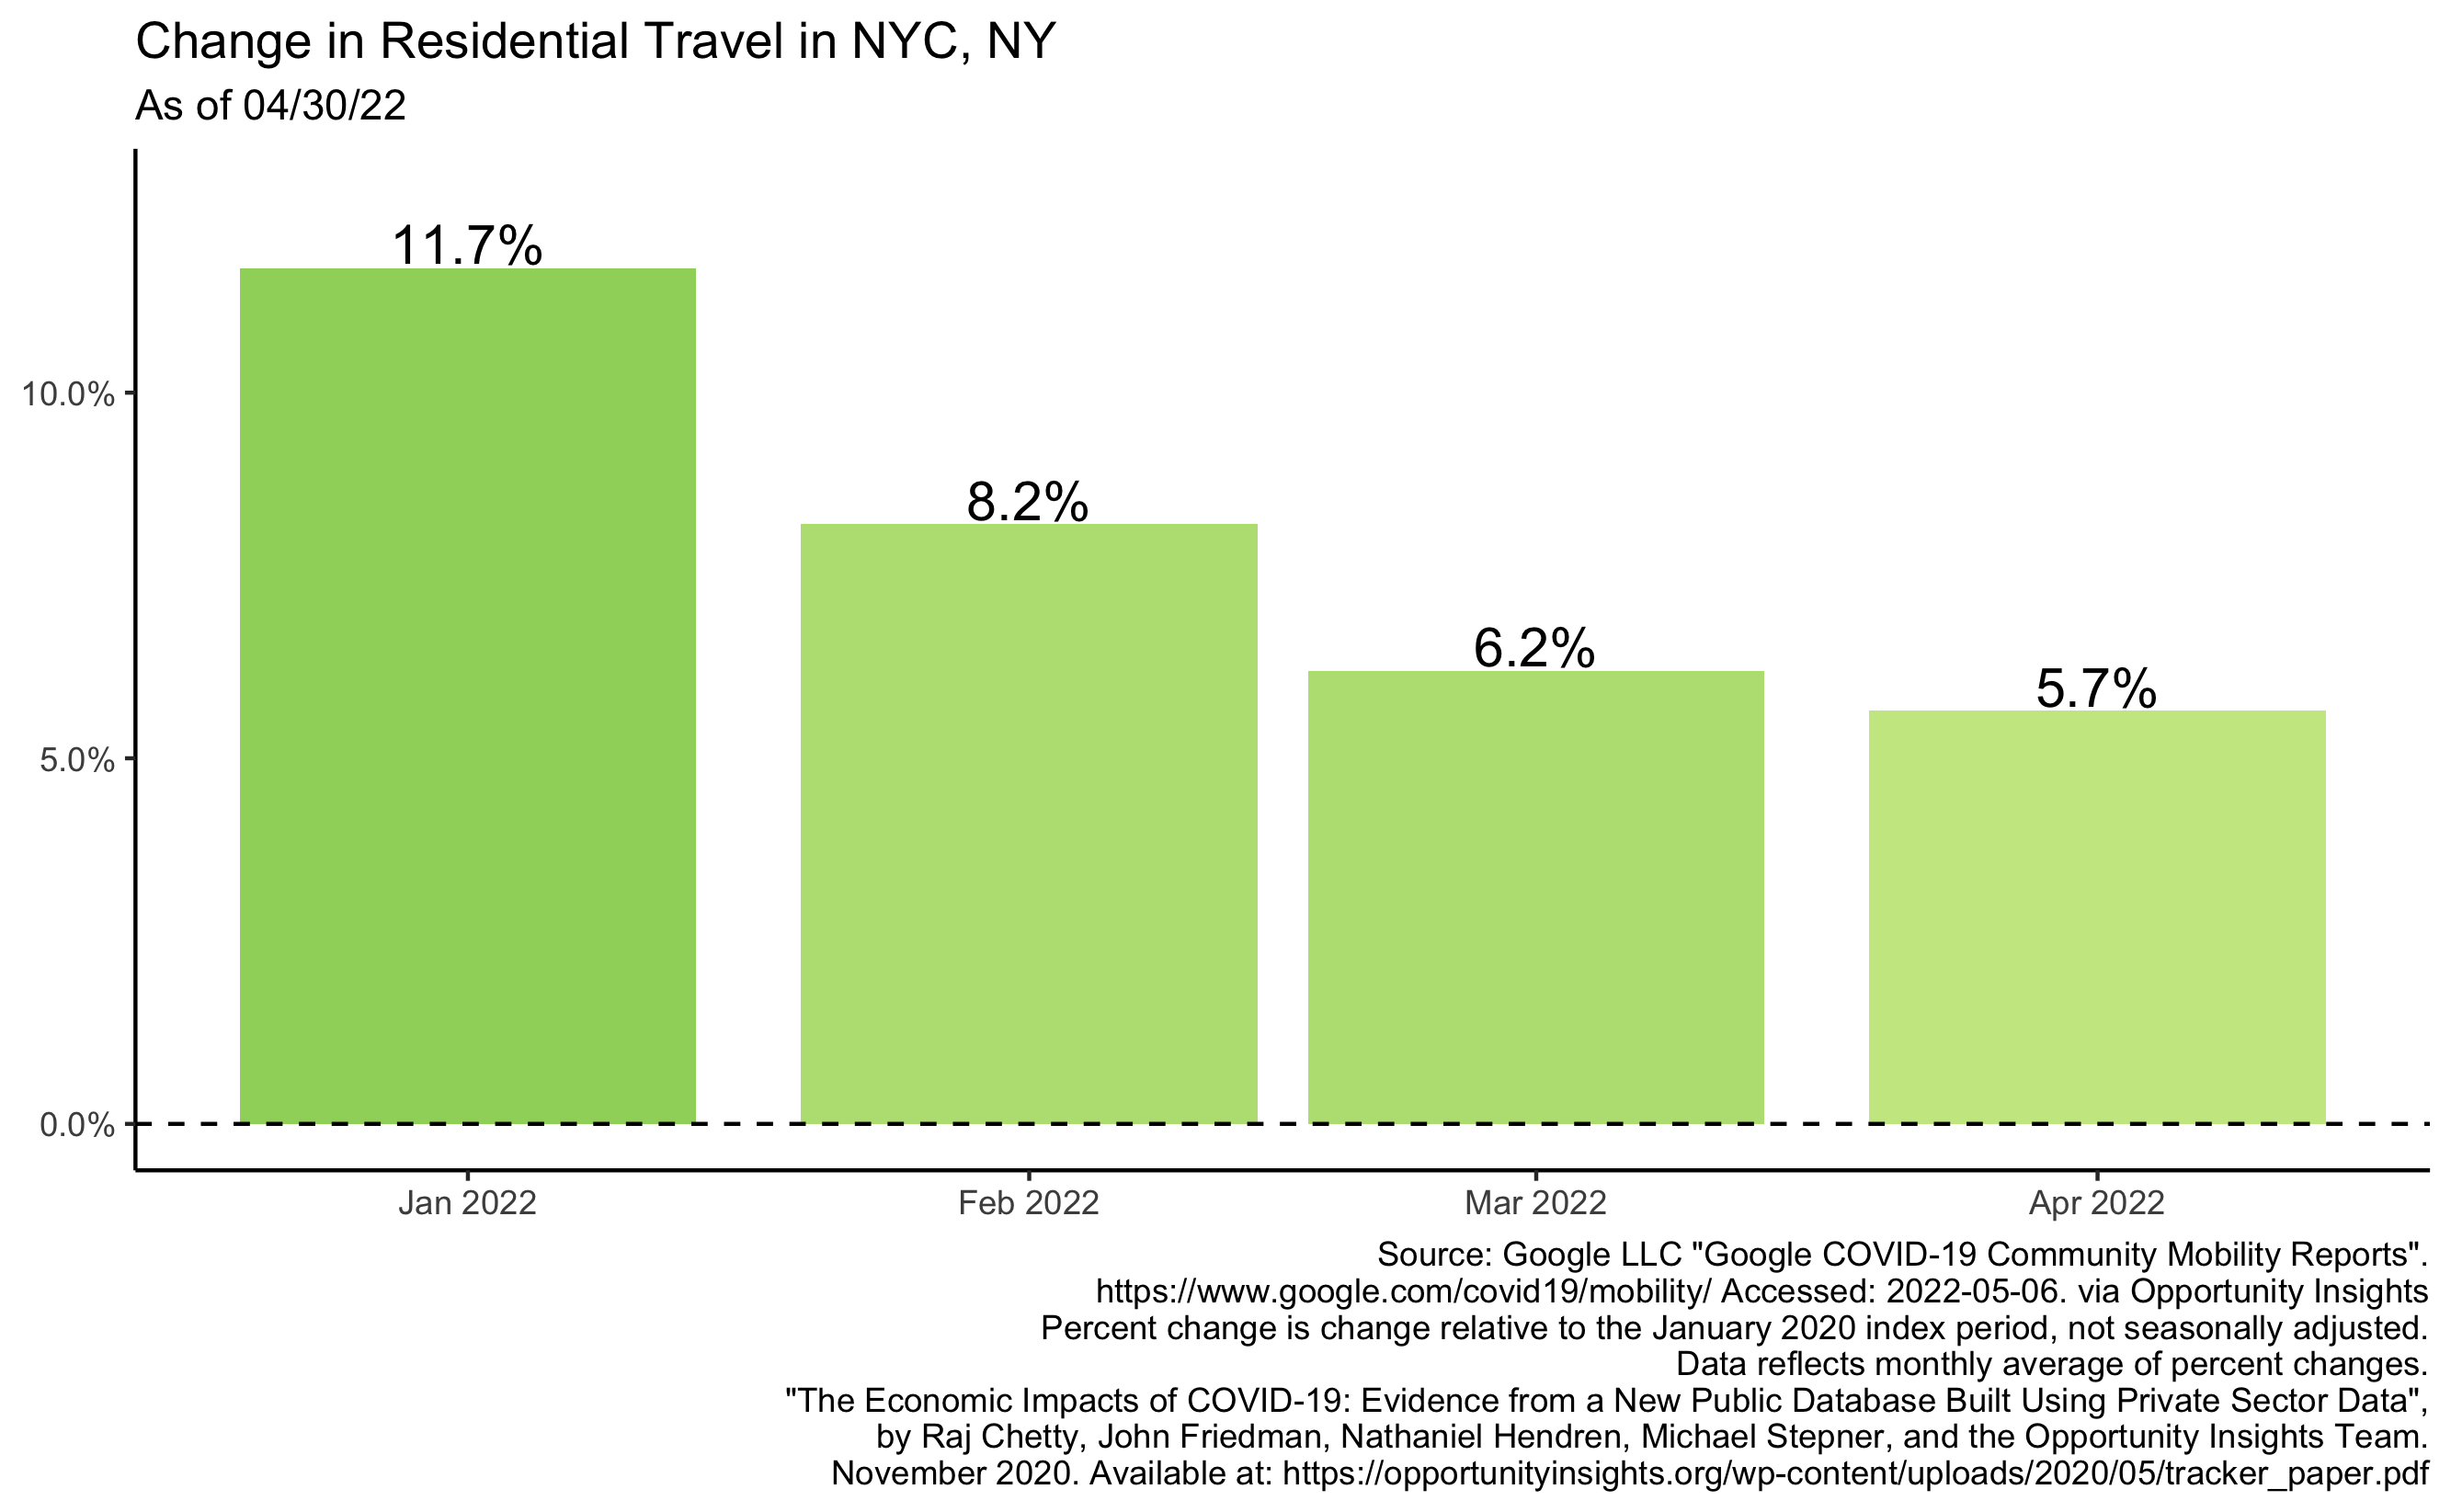 Change in Residential Travel in NYC, NY
As of 04/30/22
11.7%
8.2%
6.2%
5.7%
10.0%
5.0%
0.0%
Jan 2022
Feb 2022
Mar 2022
Apr 2022
Source: Google LLC "Google COVID-19 Community Mobility Reports".
https://www.google.com/covid19/mobility/ Accessed: 2022-05-06. via Opportunity Insights
Percent change is change relative to the January 2020 index period, not seasonally adjusted.
Data reflects monthly average of percent changes.
"The Economic Impacts of COVID-19: Evidence from a New Public Database Built Using Private Sector Data",
by Raj Chetty, John Friedman, Nathaniel Hendren, Michael Stepner, and the Opportunity Insights Team.
November 2020. Available at: https://opportunityinsights.org/wp-content/uploads/2020/05/tracker_paper.pdf